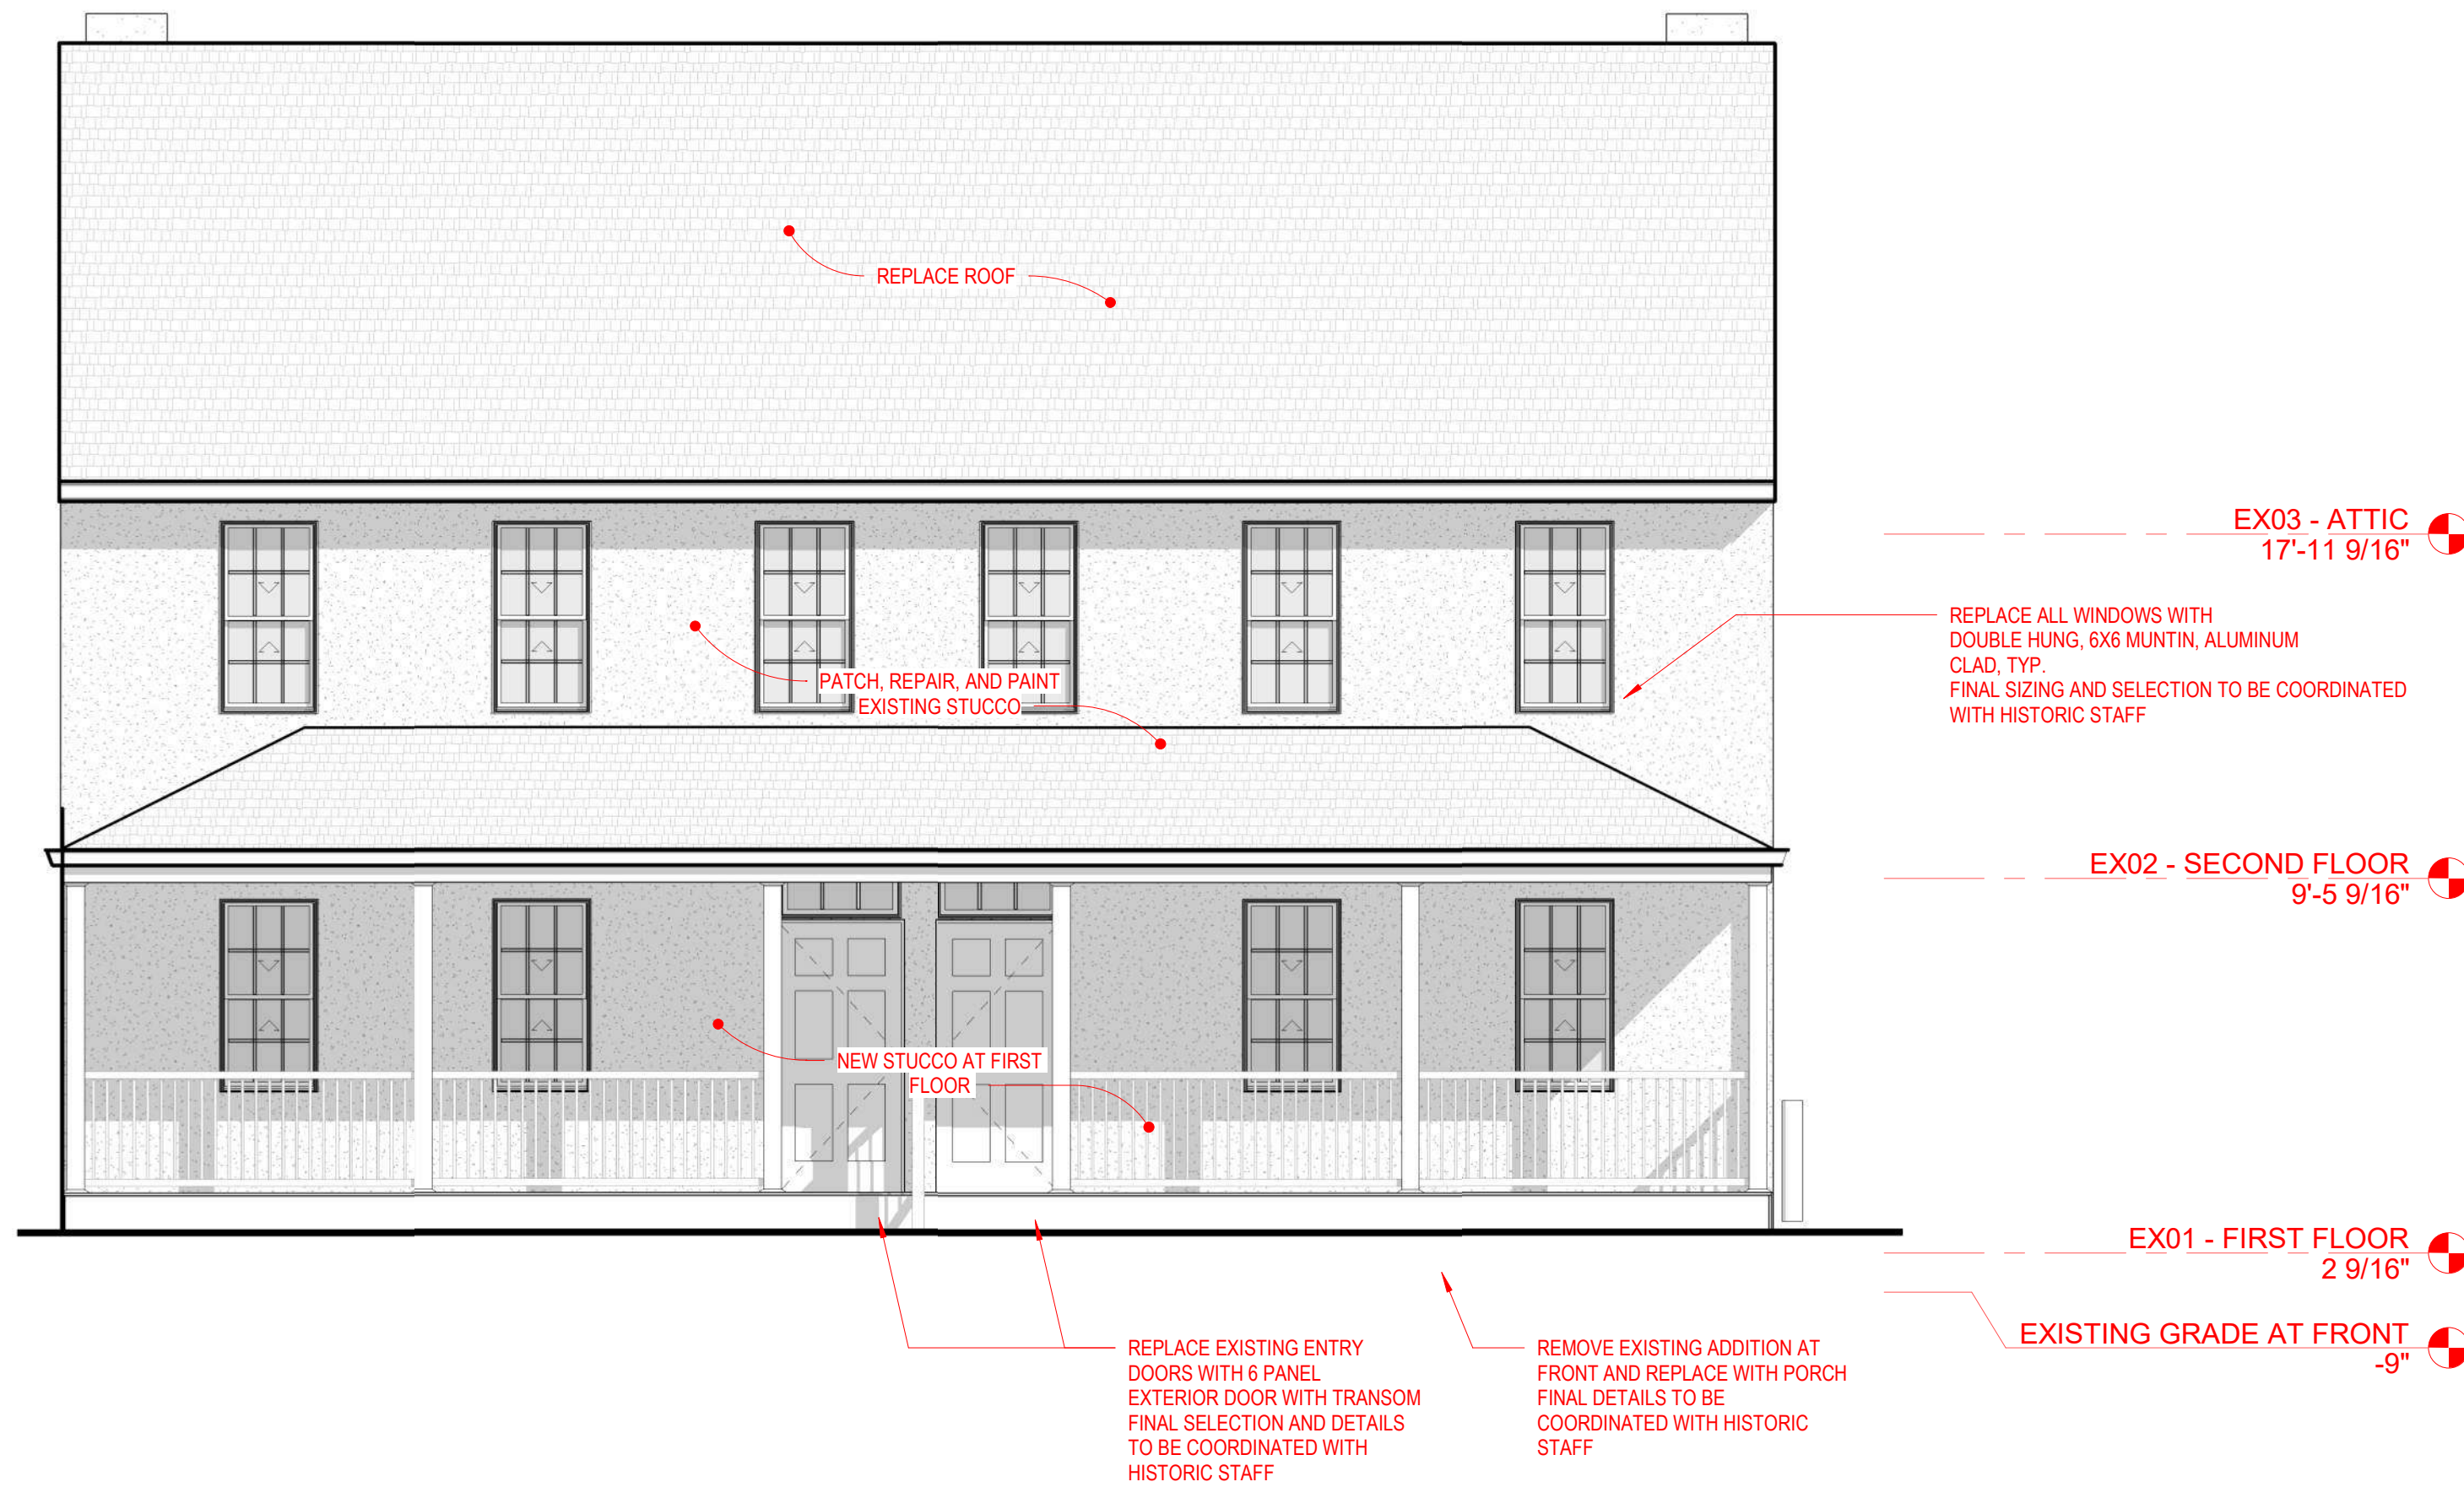 REPLACE ROOF
EX03 - ATTIC
17'-11 9/16"
REPLACE ALL WINDOWS WITH
DOUBLE HUNG, 6X6 MUNTIN, ALUMINUM
CLAD, TYP.
FINAL SIZING AND SELECTION TO BE COORDINATED
WITH HISTORIC STAFF
PATCH, REPAIR, AND PAINT
EXISTING STUCCO
EX02 - SECOND FLOOR
9'-5 9/16"
NEW STUCCO AT FIRST
FLOOR
EX01 - FIRST FLOOR
2 9/16"
EXISTING GRADE AT FRONT
-9"
REPLACE EXISTING ENTRY
DOORS WITH 6 PANEL
EXTERIOR DOOR WITH TRANSOM
FINAL SELECTION AND DETAILS
TO BE COORDINATED WITH
HISTORIC STAFF
REMOVE EXISTING ADDITION AT
FRONT AND REPLACE WITH PORCH
FINAL DETAILS TO BE
COORDINATED WITH HISTORIC
STAFF